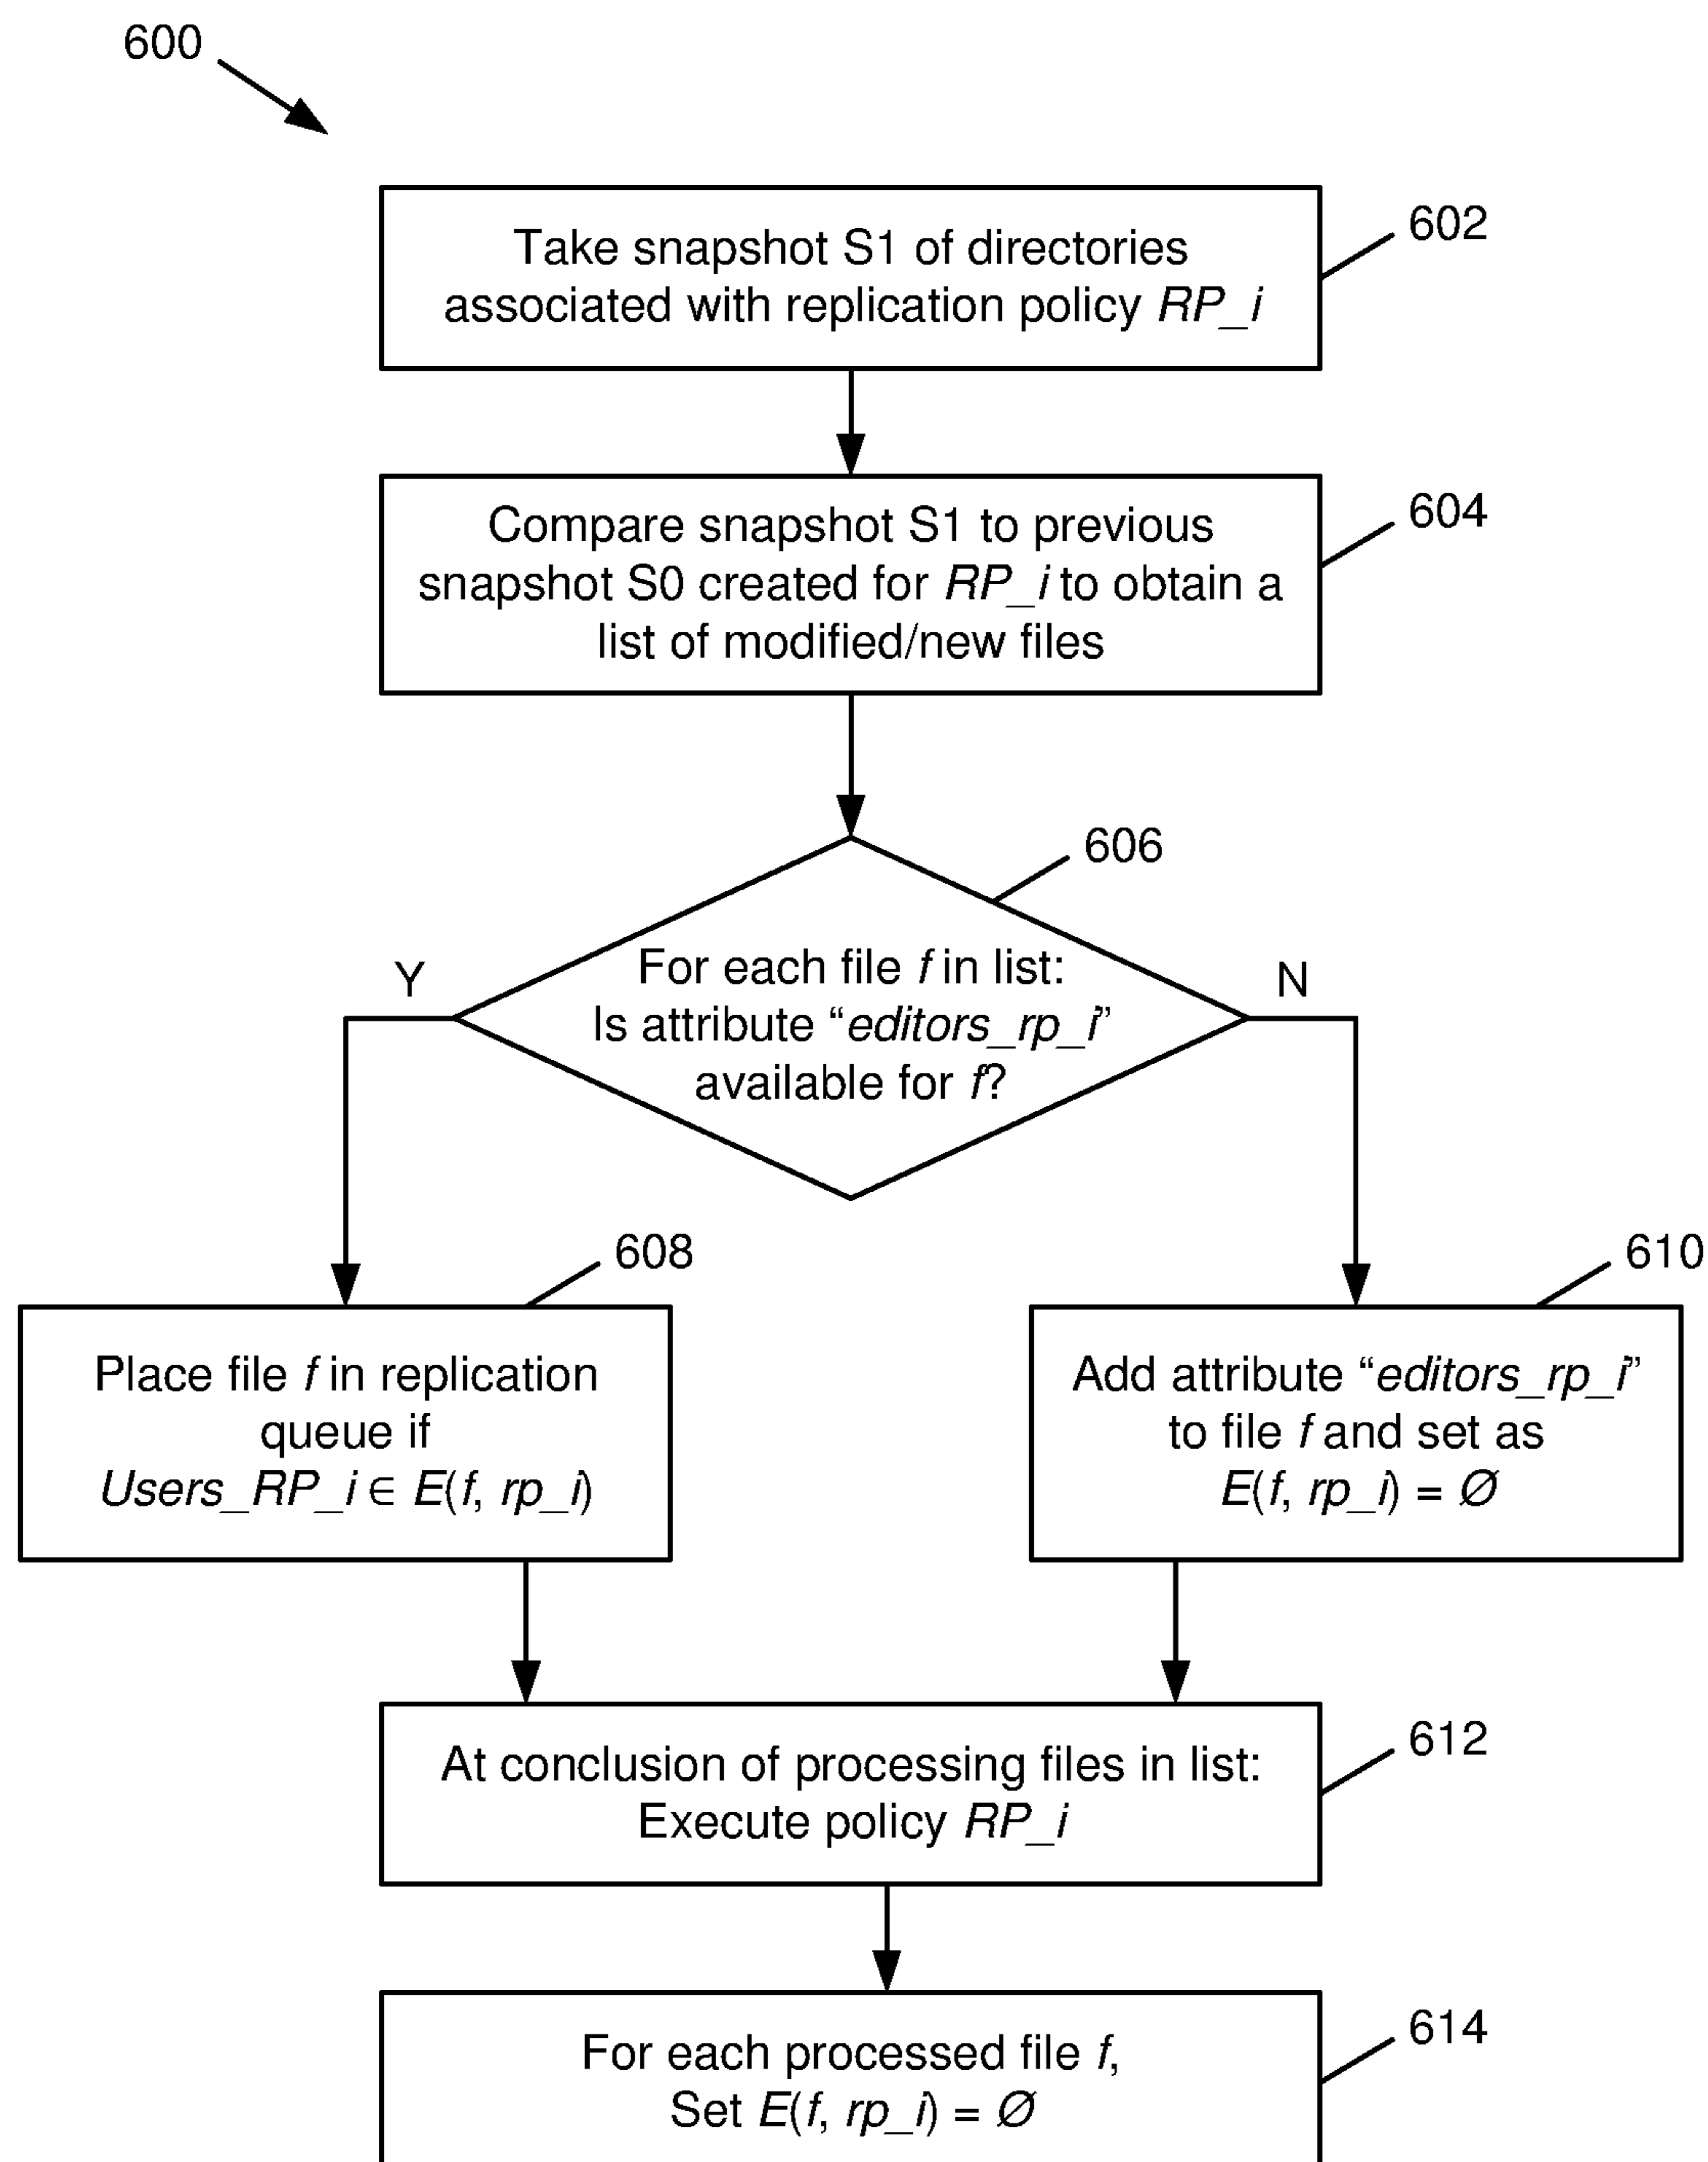 600
Take snapshot S1 of directories
associated with replication policy RP_i
602
Compare snapshot S1 to previous
snapshot S0 created for RP_i to obtain a
list of modified/new files
604
606
For each file f in list:
Is attribute “editors_rp_i”
available for f?
Y
N
608
Place file f in replication
queue if
Users_RP_i ∈ E(f, rp_i)
610
Add attribute “editors_rp_i”
to file f and set as
E(f, rp_i) = Ø
At conclusion of processing files in list:
Execute policy RP_i
612
For each processed file f,
Set E(f, rp_i) = Ø
614